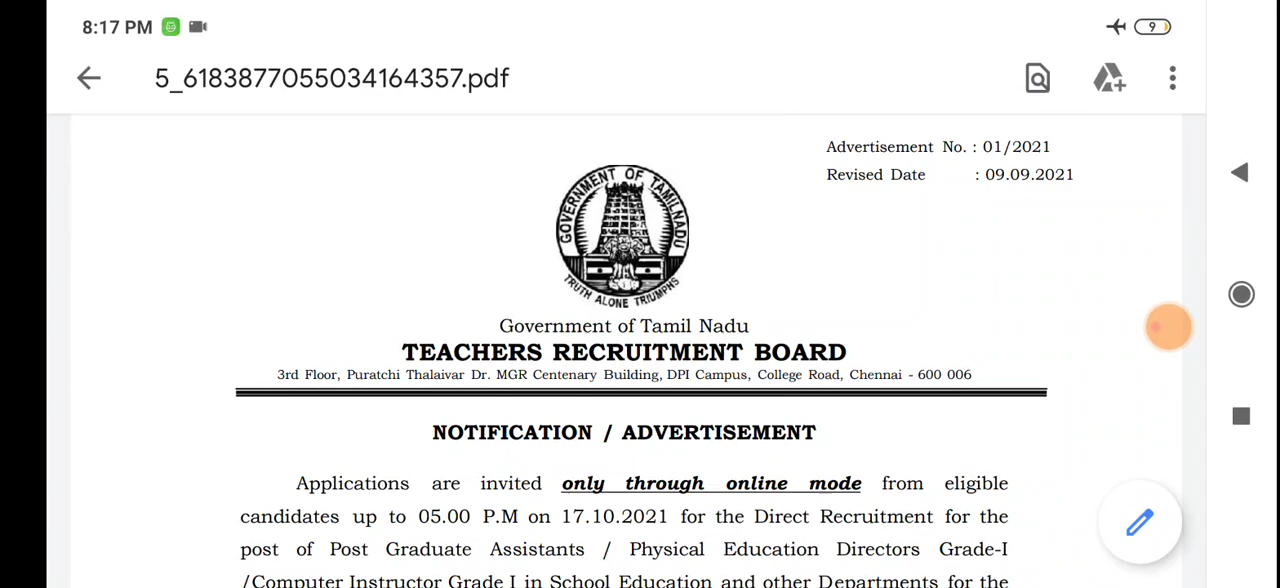 8:17 PM
9
5_6183877055034164357.pdf
Advertisement No. : 01/2021
Revised Date : 09.09.2021
GOVERNMENT OF TAMILNADU
TRUTH ALONE TRIUMPHS
Government of Tamil Nadu
TEACHERS RECRUITMENT BOARD
3rd Floor, Puratchi Thalaivar Dr. MGR Centenary Building, DPI Campus, College Road, Chennai - 600 006
NOTIFICATION / ADVERTISEMENT
Applications are invited only through online mode from eligible
candidates up to 05.00 P.M on 17.10.2021 for the Direct Recruitment for the
post of Post Graduate Assistants / Physical Education Directors Grade-I
/Computer Instructor Grade I in School Education and other Departments for the